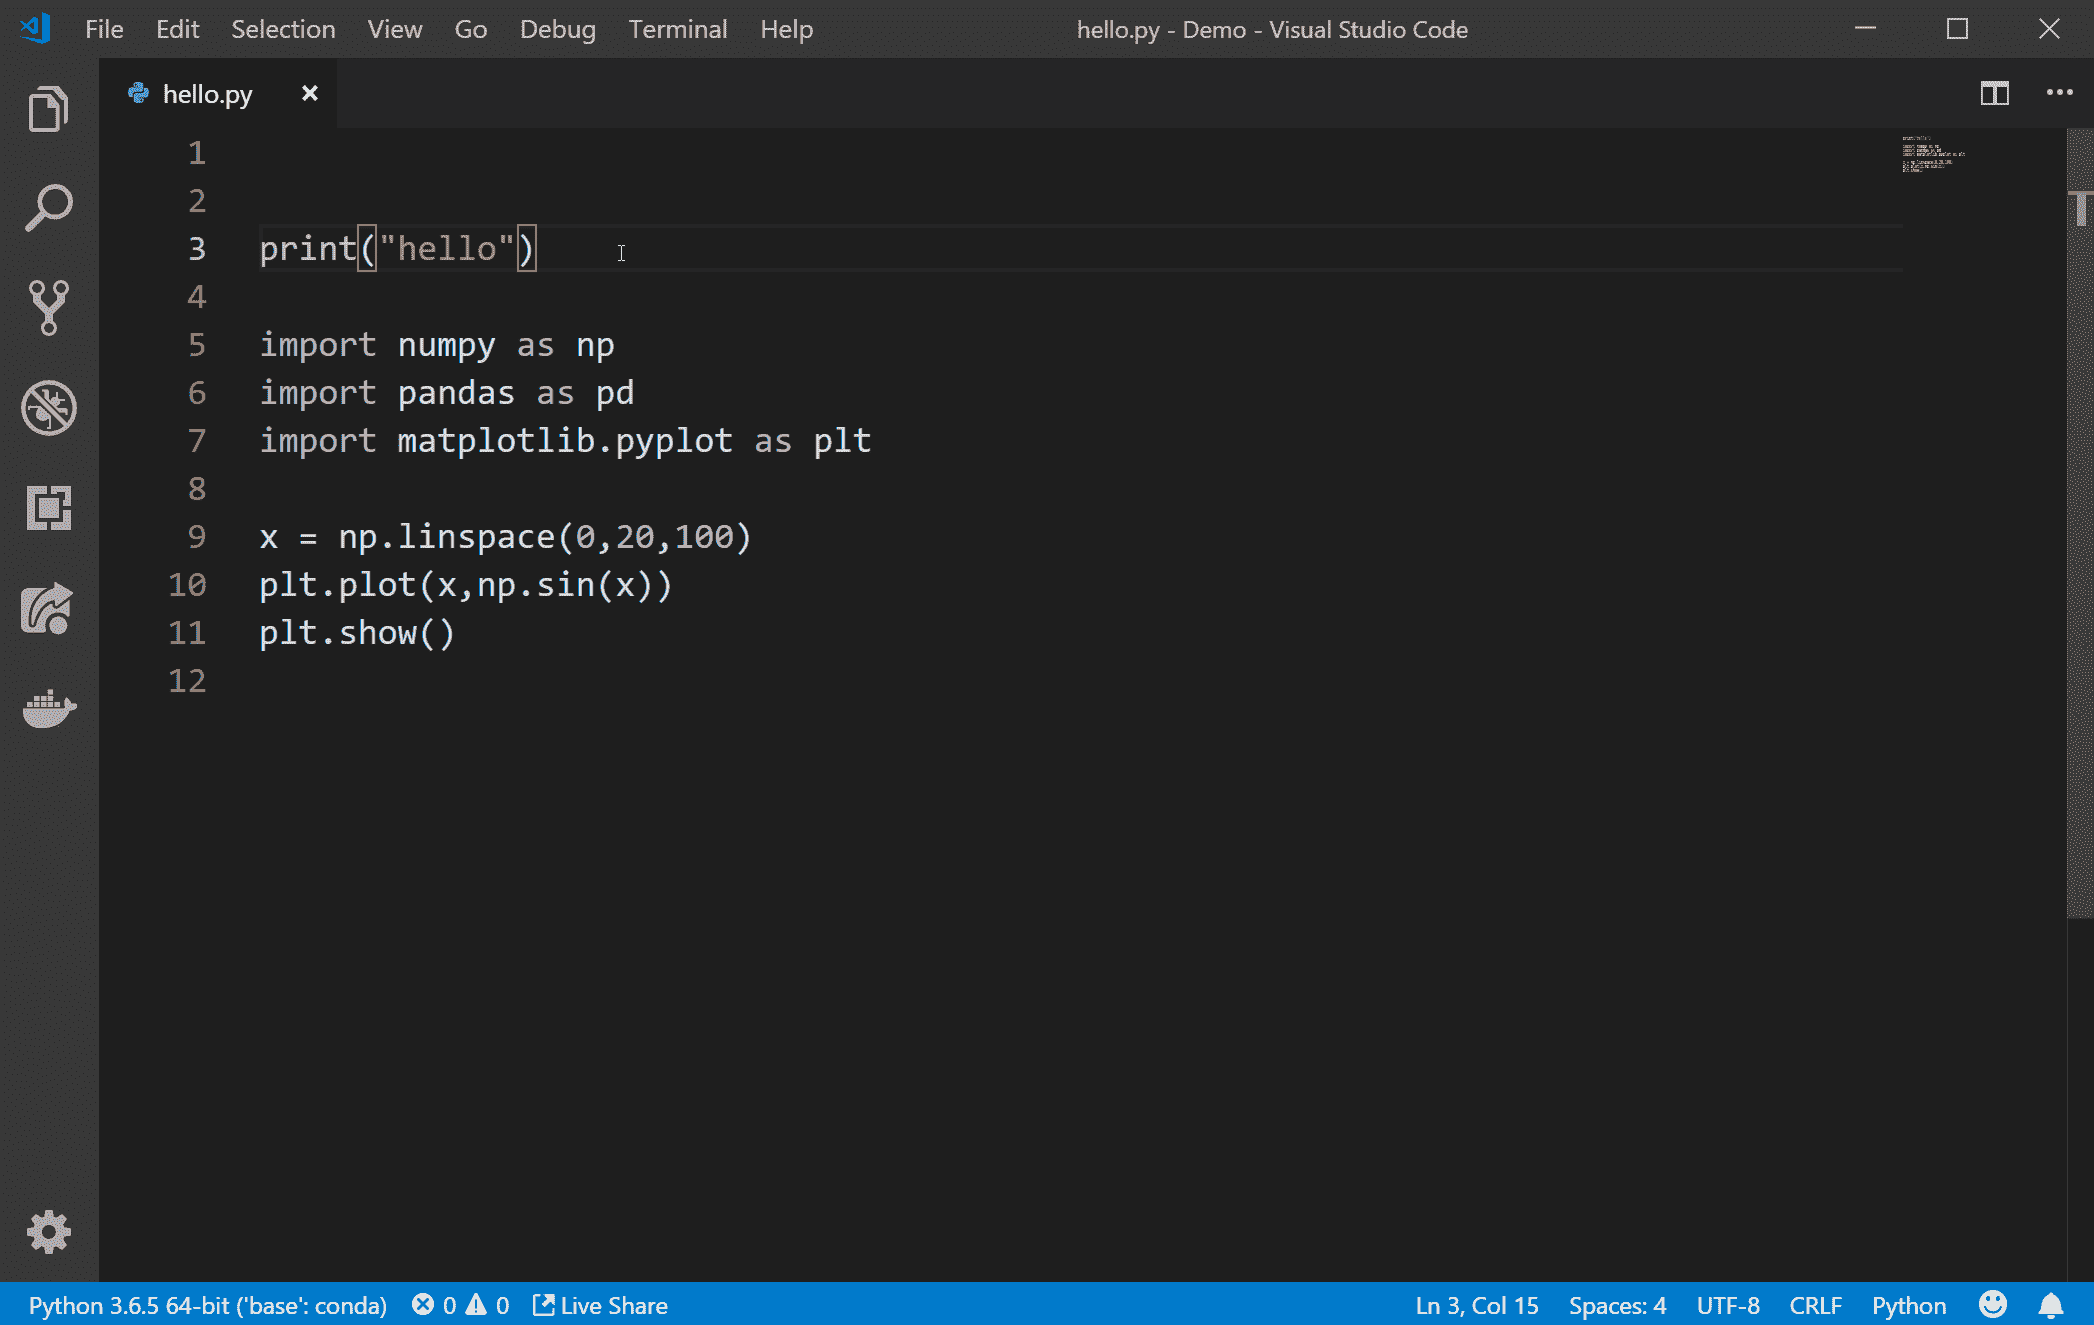 File Edit Selection View Go Debug Terminal Help hello.py - Demo - Visual Studio Code
hello.py
1
2
3 print("hello")
4
5 import numpy as np
6 import pandas as pd
7 import matplotlib.pyplot as plt
8
9 x = np.linspace(0,20,100)
10 plt.plot(x,np.sin(x))
11 plt.show()
12
Python 3.6.5 64-bit ('base': conda) 0 0 Live Share Ln 3, Col 15 Spaces: 4 UTF-8 CRLF Python